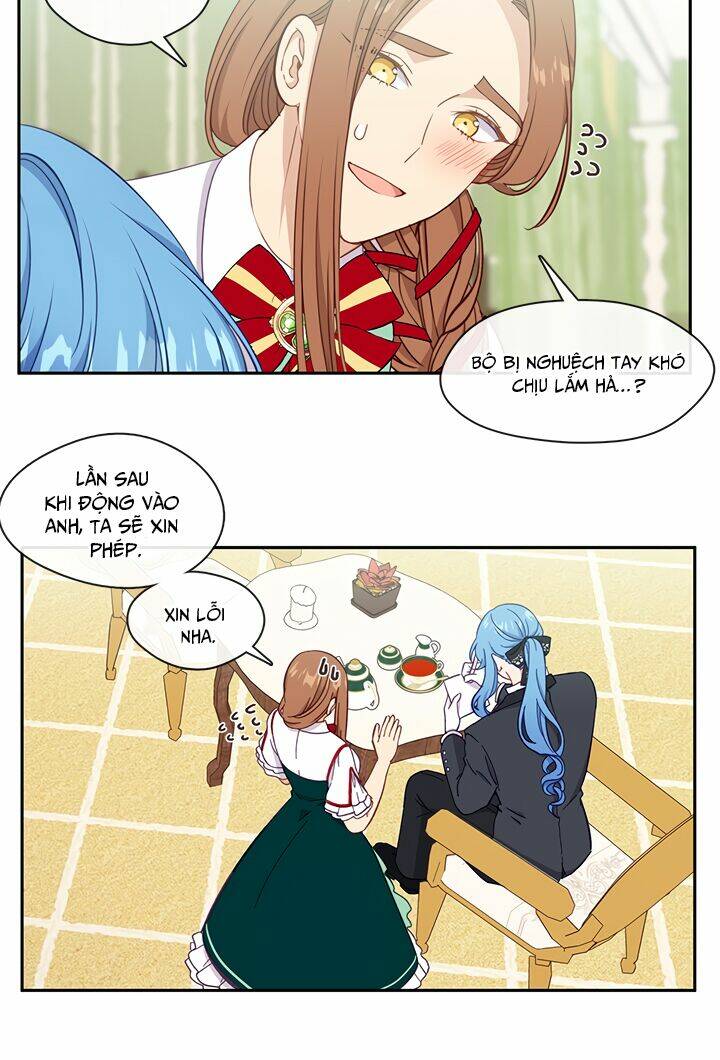 BỘ BỊ NGHUỆCH TAY KHÓ
CHỊU LẮM HẢ...?
LẦN SAU
KHI ĐỘNG VÀO
ANH, TA SẼ XIN
PHÉP.
XIN LỖI
NHA.